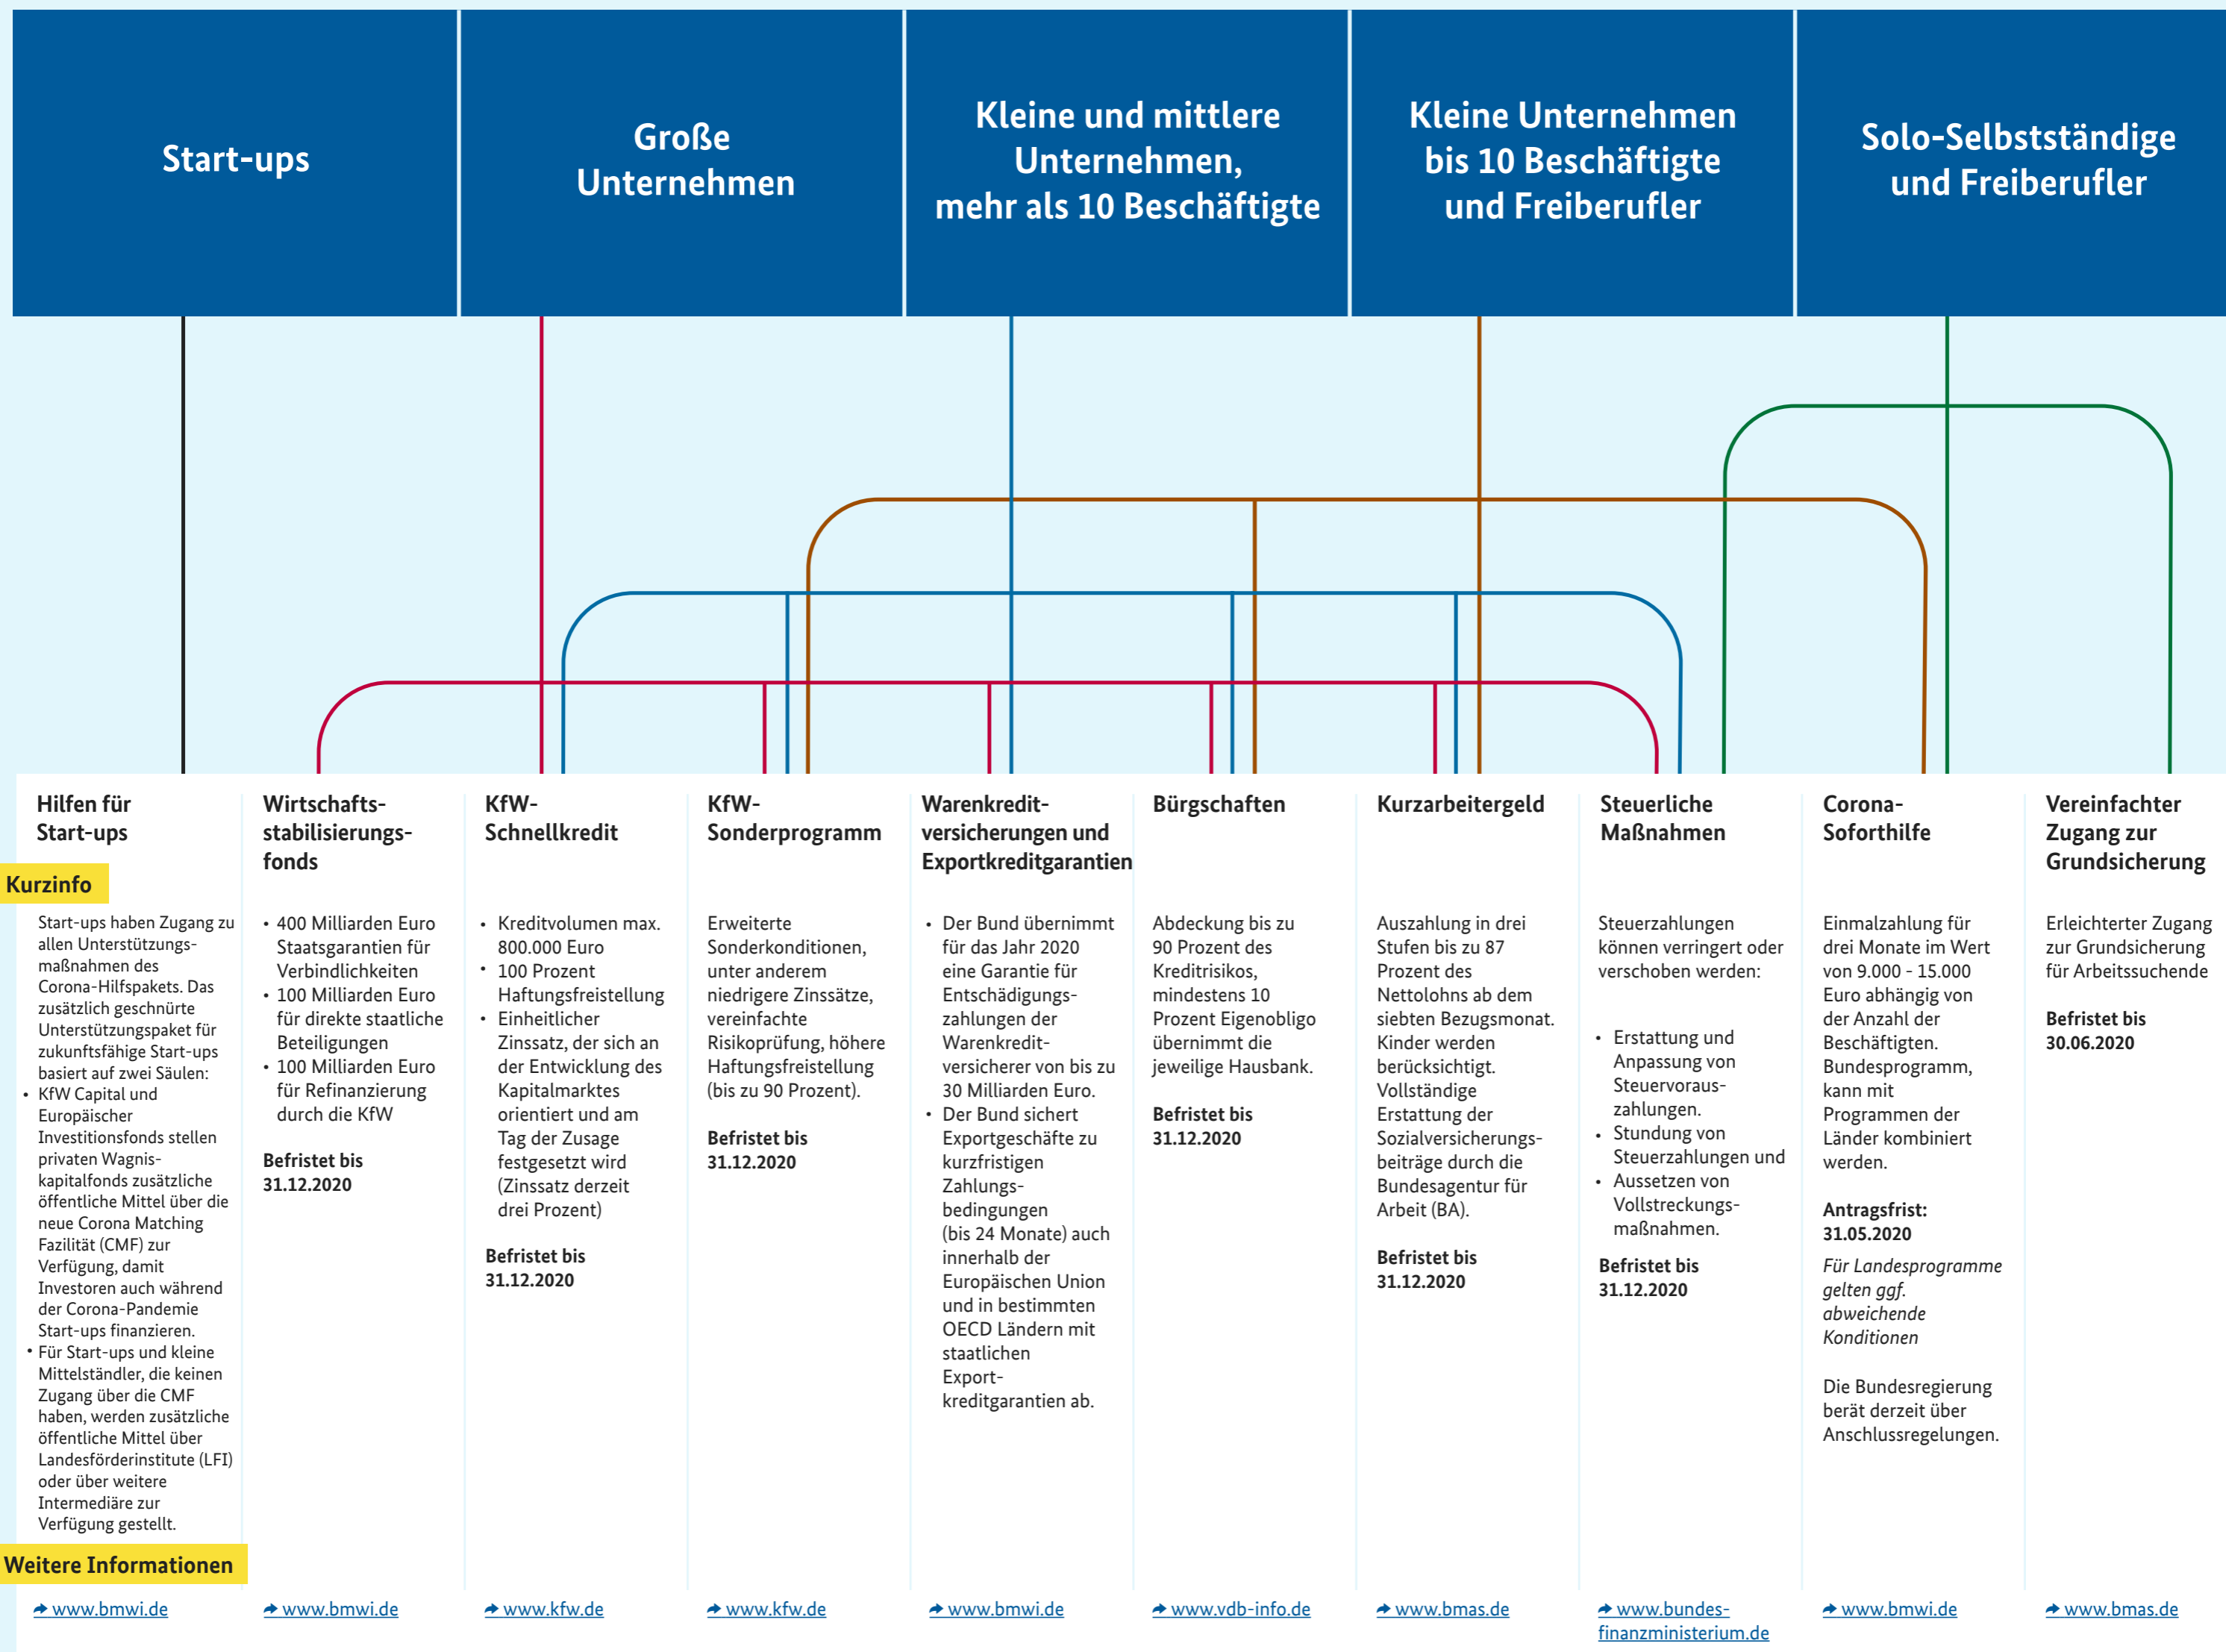 Start-ups
Große
Unternehmen
Kleine und mittlere
Unternehmen,
mehr als 10 Beschäftigte
Kleine Unternehmen
bis 10 Beschäftigte
und Freiberufler
Solo-Selbstständige
und Freiberufler
Hilfen für
Start-ups
Kurzinfo
Start-ups haben Zugang zu
allen Unterstützungs-
maßnahmen des
Corona-Hilfspakets. Das
zusätzlich geschnürte
Unterstützungspaket für
zukunftsfähige Start-ups
basiert auf zwei Säulen:
• KfW Capital und
Europäischer
Investitionsfonds stellen
privaten Wagnis-
kapitalfonds zusätzliche
öffentliche Mittel über die
neue Corona Matching
Fazilität (CMF) zur
Verfügung, damit
Investoren auch während
der Corona-Pandemie
Start-ups finanzieren.
• Für Start-ups und kleine
Mittelständler, die keinen
Zugang über die CMF
haben, werden zusätzliche
öffentliche Mittel über
Landesförderinstitute (LFI)
oder über weitere
Intermediäre zur
Verfügung gestellt.
Weitere Informationen
www.bmwi.de
Wirtschafts-
stabilisierungs-
fonds
• 400 Milliarden Euro
Staatsgarantien für
Verbindlichkeiten
• 100 Milliarden Euro
für direkte staatliche
Beteiligungen
• 100 Milliarden Euro
für Refinanzierung
durch die KfW
Befristet bis
31.12.2020
www.bmwi.de
KfW-
Schnellkredit
• Kreditvolumen max.
800.000 Euro
• 100 Prozent
Haftungsfreistellung
• Einheitlicher
Zinssatz, der sich an
der Entwicklung des
Kapitalmarktes
orientiert und am
Tag der Zusage
festgesetzt wird
(Zinssatz derzeit
drei Prozent)
Befristet bis
31.12.2020
www.kfw.de
KfW-
Sonderprogramm
Erweiterte
Sonderkonditionen,
unter anderem
niedrigere Zinssätze,
vereinfachte
Risikoprüfung, höhere
Haftungsfreistellung
(bis zu 90 Prozent).
Befristet bis
31.12.2020
www.kfw.de
Warenkredit-
versicherungen und
Exportkreditgarantien
• Der Bund übernimmt
für das Jahr 2020
eine Garantie für
Entschädigungs-
zahlungen der
Warenkredit-
versicherer von bis zu
30 Milliarden Euro.
• Der Bund sichert
Exportgeschäfte zu
kurzfristigen
Zahlungs-
bedingungen
(bis 24 Monate) auch
innerhalb der
Europäischen Union
und in bestimmten
OECD Ländern mit
staatlichen
Export-
kreditgarantien ab.
www.bmwi.de
Bürgschaften
Abdeckung bis zu
90 Prozent des
Kreditrisikos,
mindestens 10
Prozent Eigenobligo
übernimmt die
jeweilige Hausbank.
Befristet bis
31.12.2020
www.vdb-info.de
Kurzarbeitergeld
Auszahlung in drei
Stufen bis zu 87
Prozent des
Nettolohns ab dem
siebten Bezugsmonat.
Kinder werden
berücksichtigt.
Vollständige
Erstattung der
Sozialversicherungs-
beiträge durch die
Bundesagentur für
Arbeit (BA).
Befristet bis
31.12.2020
www.bmas.de
Steuerliche
Maßnahmen
Steuerzahlungen
können verringert oder
verschoben werden:
• Erstattung und
Anpassung von
Steuervoraus-
zahlungen.
• Stundung von
Steuerzahlungen und
• Aussetzen von
Vollstreckungs-
maßnahmen.
Befristet bis
31.12.2020
www.bundes-
finanzministerium.de
Corona-
Soforthilfe
Einmalzahlung für
drei Monate im Wert
von 9.000 - 15.000
Euro abhängig von
der Anzahl der
Beschäftigten.
Bundesprogramm,
kann mit
Programmen der
Länder kombiniert
werden.
Antragsfrist:
31.05.2020
Für Landesprogramme
gelten ggf.
abweichende
Konditionen
Die Bundesregierung
berät derzeit über
Anschlussregelungen.
www.bmwi.de
Vereinfachter
Zugang zur
Grundsicherung
Erleichterter Zugang
zur Grundsicherung
für Arbeitssuchende
Befristet bis
30.06.2020
www.bmas.de